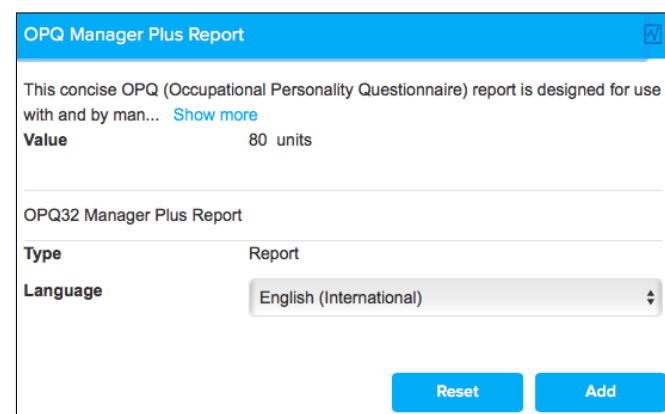 OPQ Manager Plus Report
This concise OPQ (Occupational Personality Questionnaire) report is designed for use
with and by man... Show more
Value 80 units
OPQ32 Manager Plus Report
Type Report
Language English (International)
Reset Add